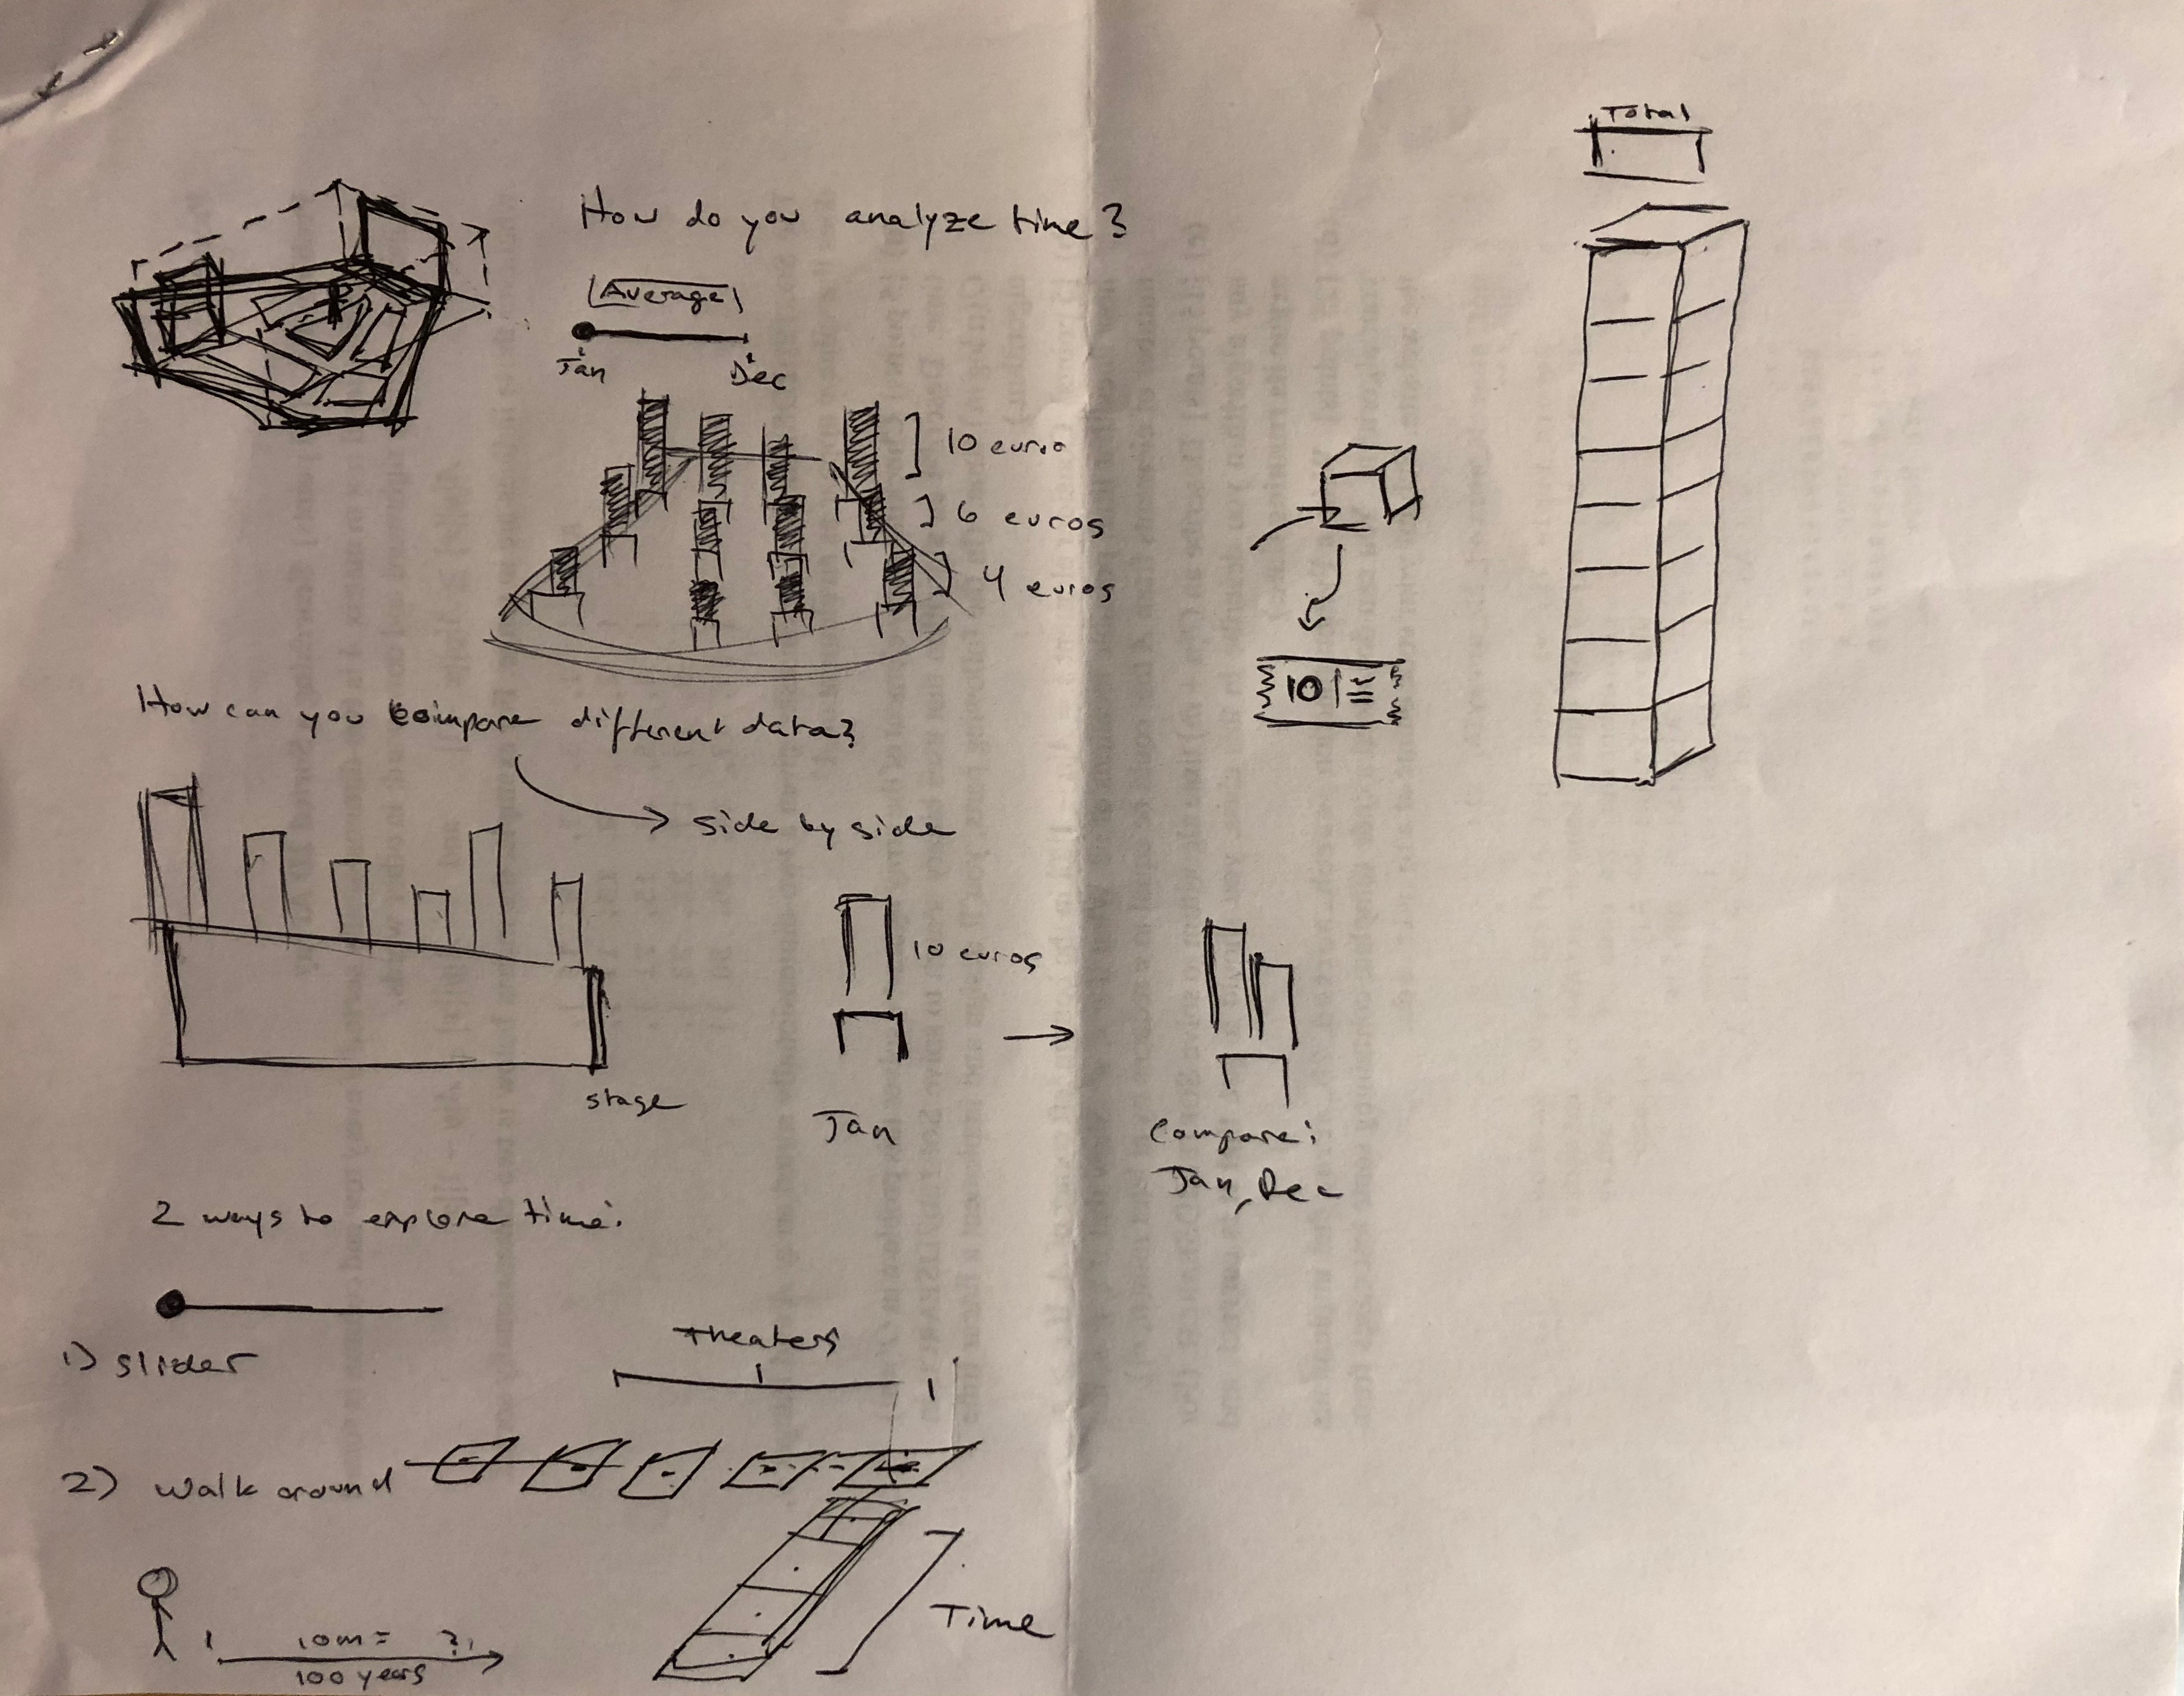 Total
How do you analyze time?
Average
Jan Dec
10 euro
6 euros
4 euros
10
How can you compare different data?
side by side
10 euros
stage
Jan
Compare:
Jan, Dec
2 ways to explore time:
1) slider
Theaters
2) walk around
Time
10m = ?
100 years